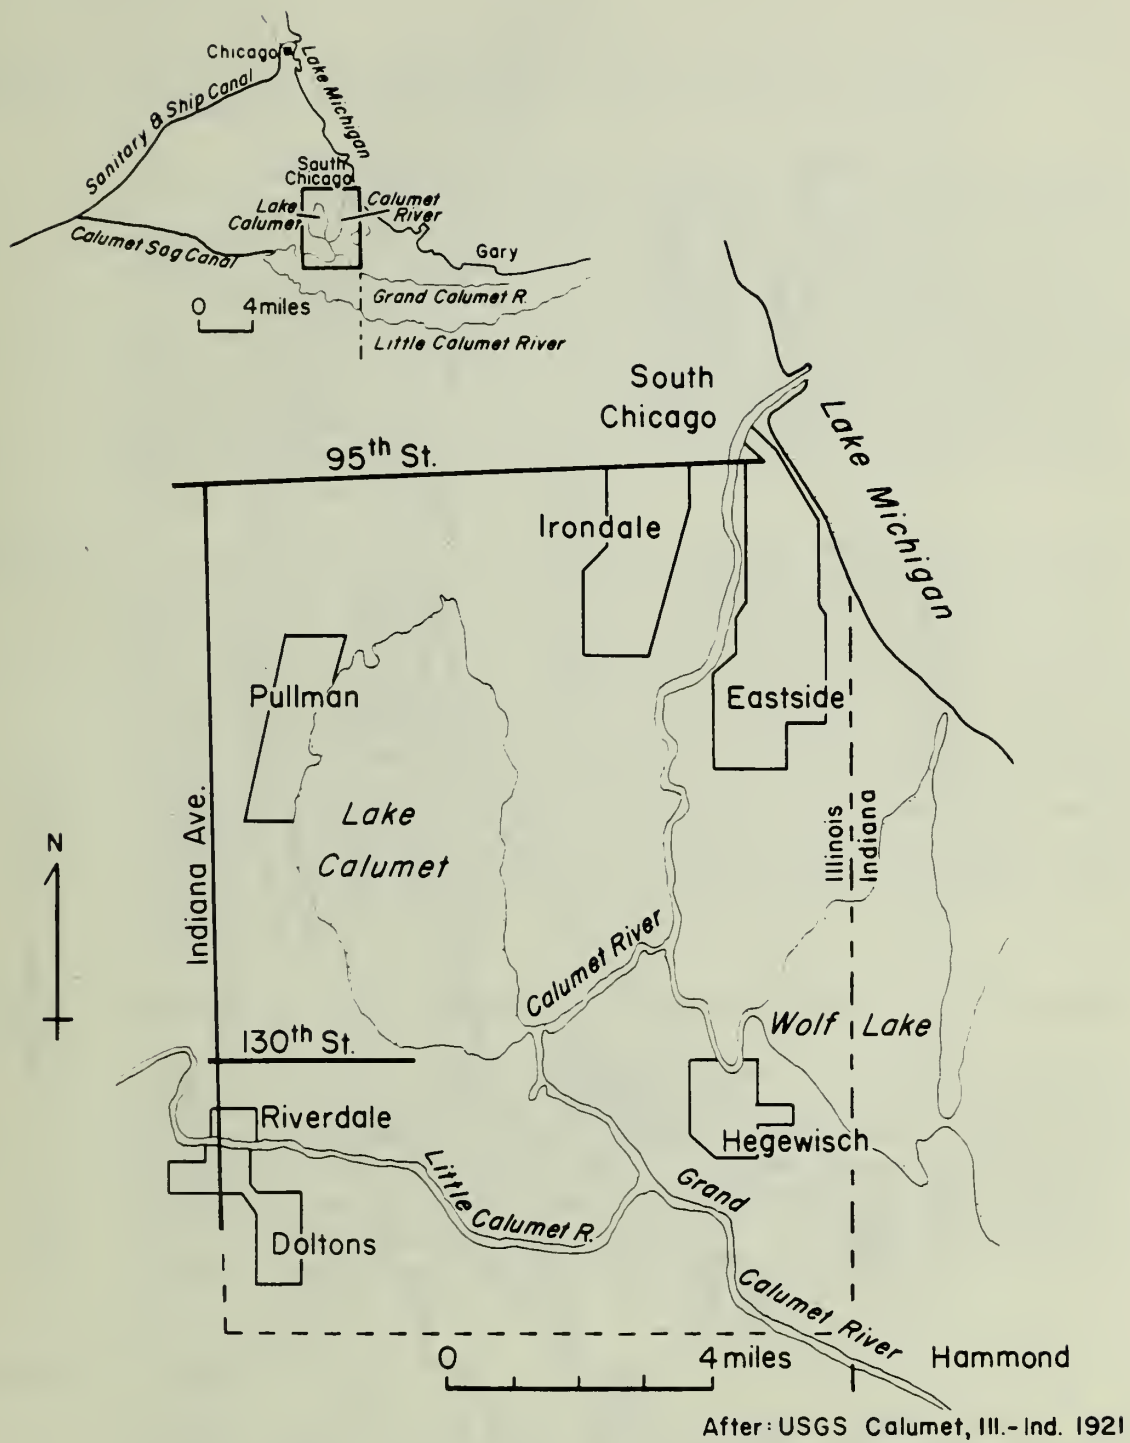 Chicago
Lake Michigan
Sanitary & Ship Canal
South
Chicago
Lake
Calumet
Calumet
River
Calumet Sag Canal
Gary
Grand Calumet R.
0 4 miles
Little Calumet River
South
Chicago
Lake Michigan
95th St.
Irondale
Pullman
Eastside
Lake
Calumet
Indiana Ave.
Illinois
Indiana
N
Calumet River
Wolf Lake
130th St.
Riverdale
Hegewisch
Little
Calumet R.
Grand
Calumet River
Doltons
0 4 miles
Hammond
After: USGS Calumet, Ill.-Ind. 1921